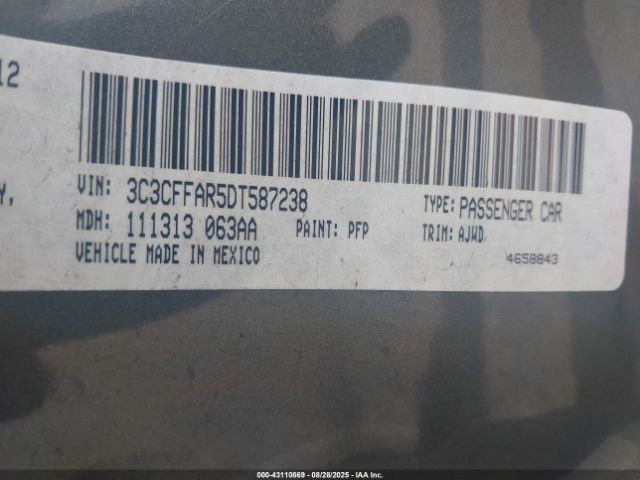 12
Y,
VIN: 3C3CFFAR5DT587238 TYPE: PASSENGER CAR
MDH: 111313 063AA PAINT: PFP TRIM: AJWD
VEHICLE MADE IN MEXICO 4658843
000-43110869 | 08/28/2025 - IAA Inc.